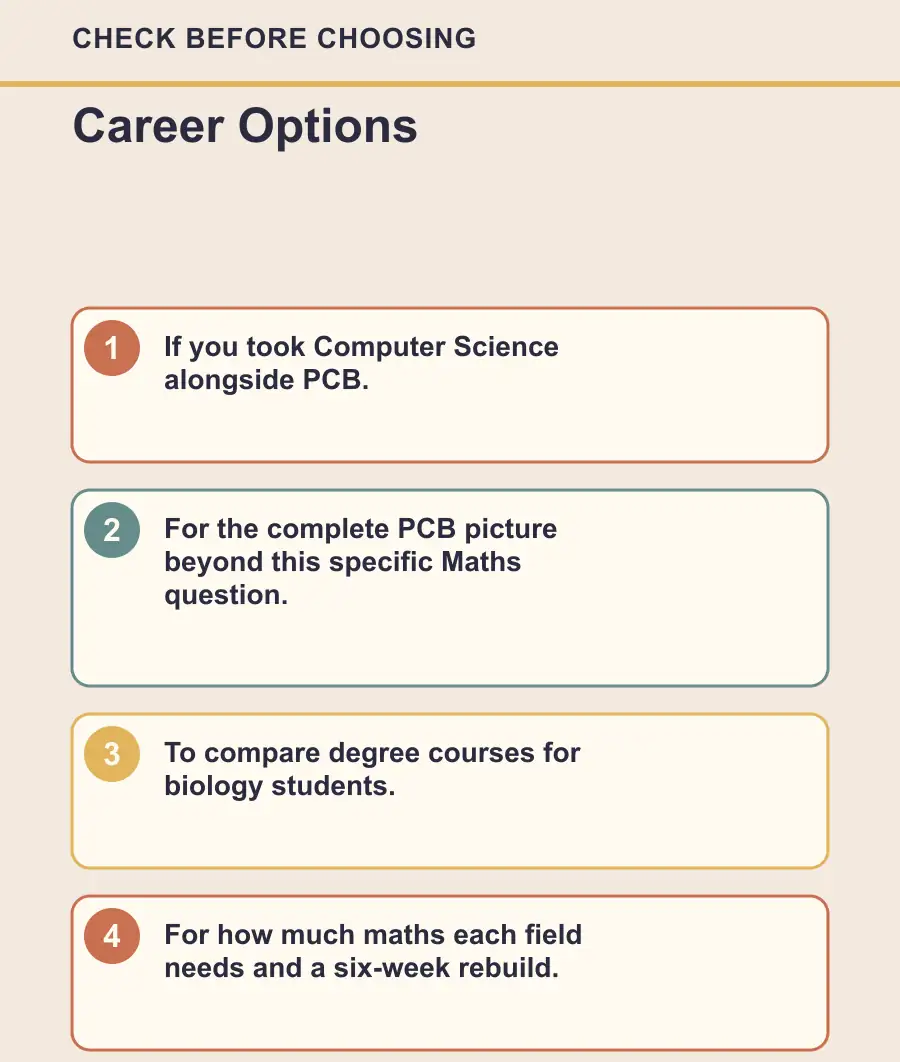 CHECK BEFORE CHOOSING
Career Options
1
If you took Computer Science
alongside PCB.
2
For the complete PCB picture
beyond this specific Maths
question.
3
To compare degree courses for
biology students.
4
For how much maths each field
needs and a six-week rebuild.